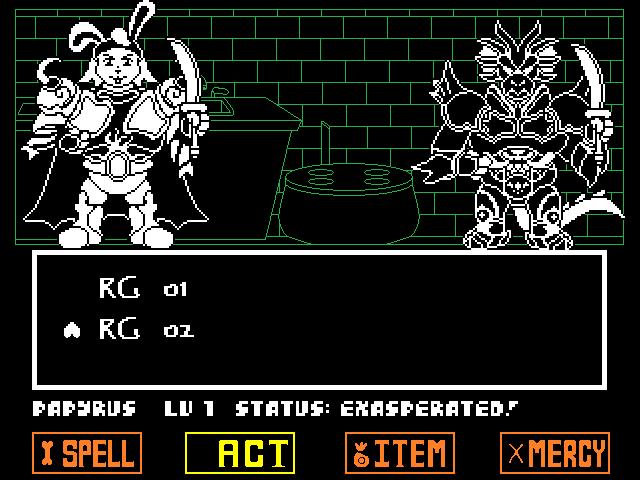 RG 01
RG 02
PAPYRUS LV 1 STATUS: EXASPERATED!
SPELL ACT ITEM MERCY